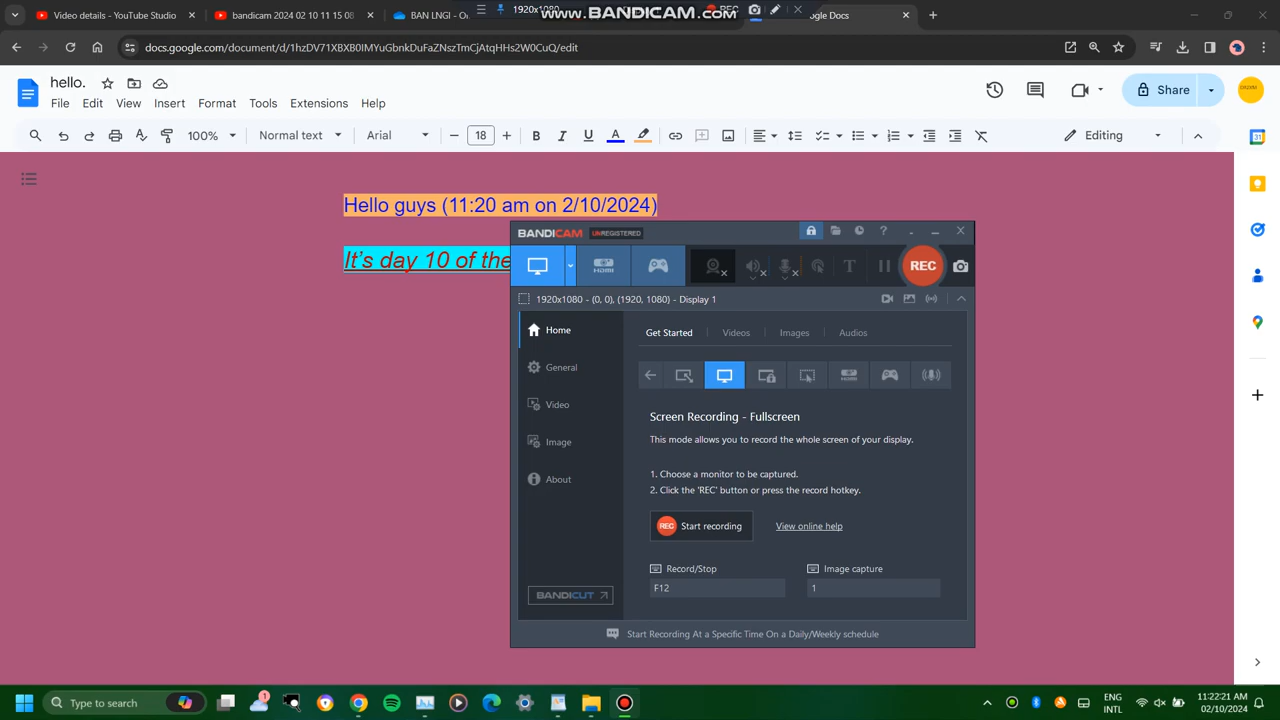 Video details - YouTube Studio
bandicam 2024 02 10 11 15 08
BAN LNGI - O
1920x1080
REC
www.BANDICAM.com
gle Docs
docs.google.com/document/d/1hzDV71XBXB0IMYuGbnkDuFaZNszTmCjAtqHHs2W0CuQ/edit
hello.
File Edit View Insert Format Tools Extensions Help
Share
100% Normal text Arial 18 B I U A Editing
Hello guys (11:20 am on 2/10/2024)
It's day 10 of the
BANDICAM UNREGISTERED
HDMI T REC
1920x1080 - (0, 0), (1920, 1080) - Display 1
Home
General
Video
Image
About
BANDICUT
Get Started Videos Images Audios
Screen Recording - Fullscreen
This mode allows you to record the whole screen of your display.
1. Choose a monitor to be captured.
2. Click the 'REC' button or press the record hotkey.
REC Start recording View online help
Record/Stop Image capture
F12 1
Start Recording At a Specific Time On a Daily/Weekly schedule
Type to search
1
ENG
INTL
11:22:21 AM
02/10/2024